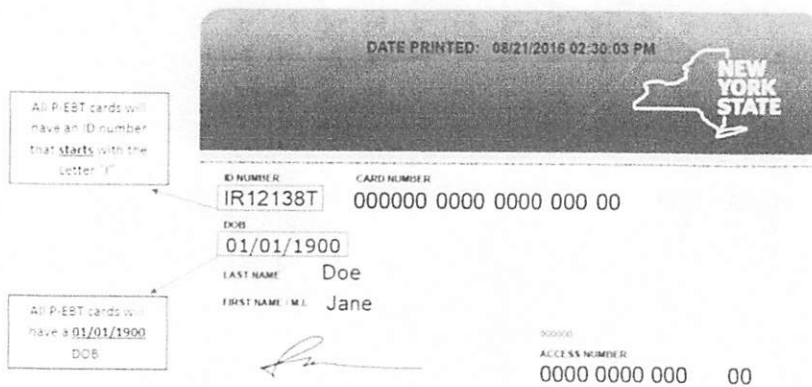 DATE PRINTED: 08/21/2016 02:30:03 PM
NEW
YORK
STATE
All P-EBT cards will
have an ID number
that starts with the
Letter "I"
ID NUMBER CARD NUMBER
IR12138T 000000 0000 0000 000 00
DOB
01/01/1900
LAST NAME Doe
FIRST NAME / M.I. Jane
All P-EBT cards will
have a 01/01/1900
DOB
000000
ACCESS NUMBER
0000 0000 000 00